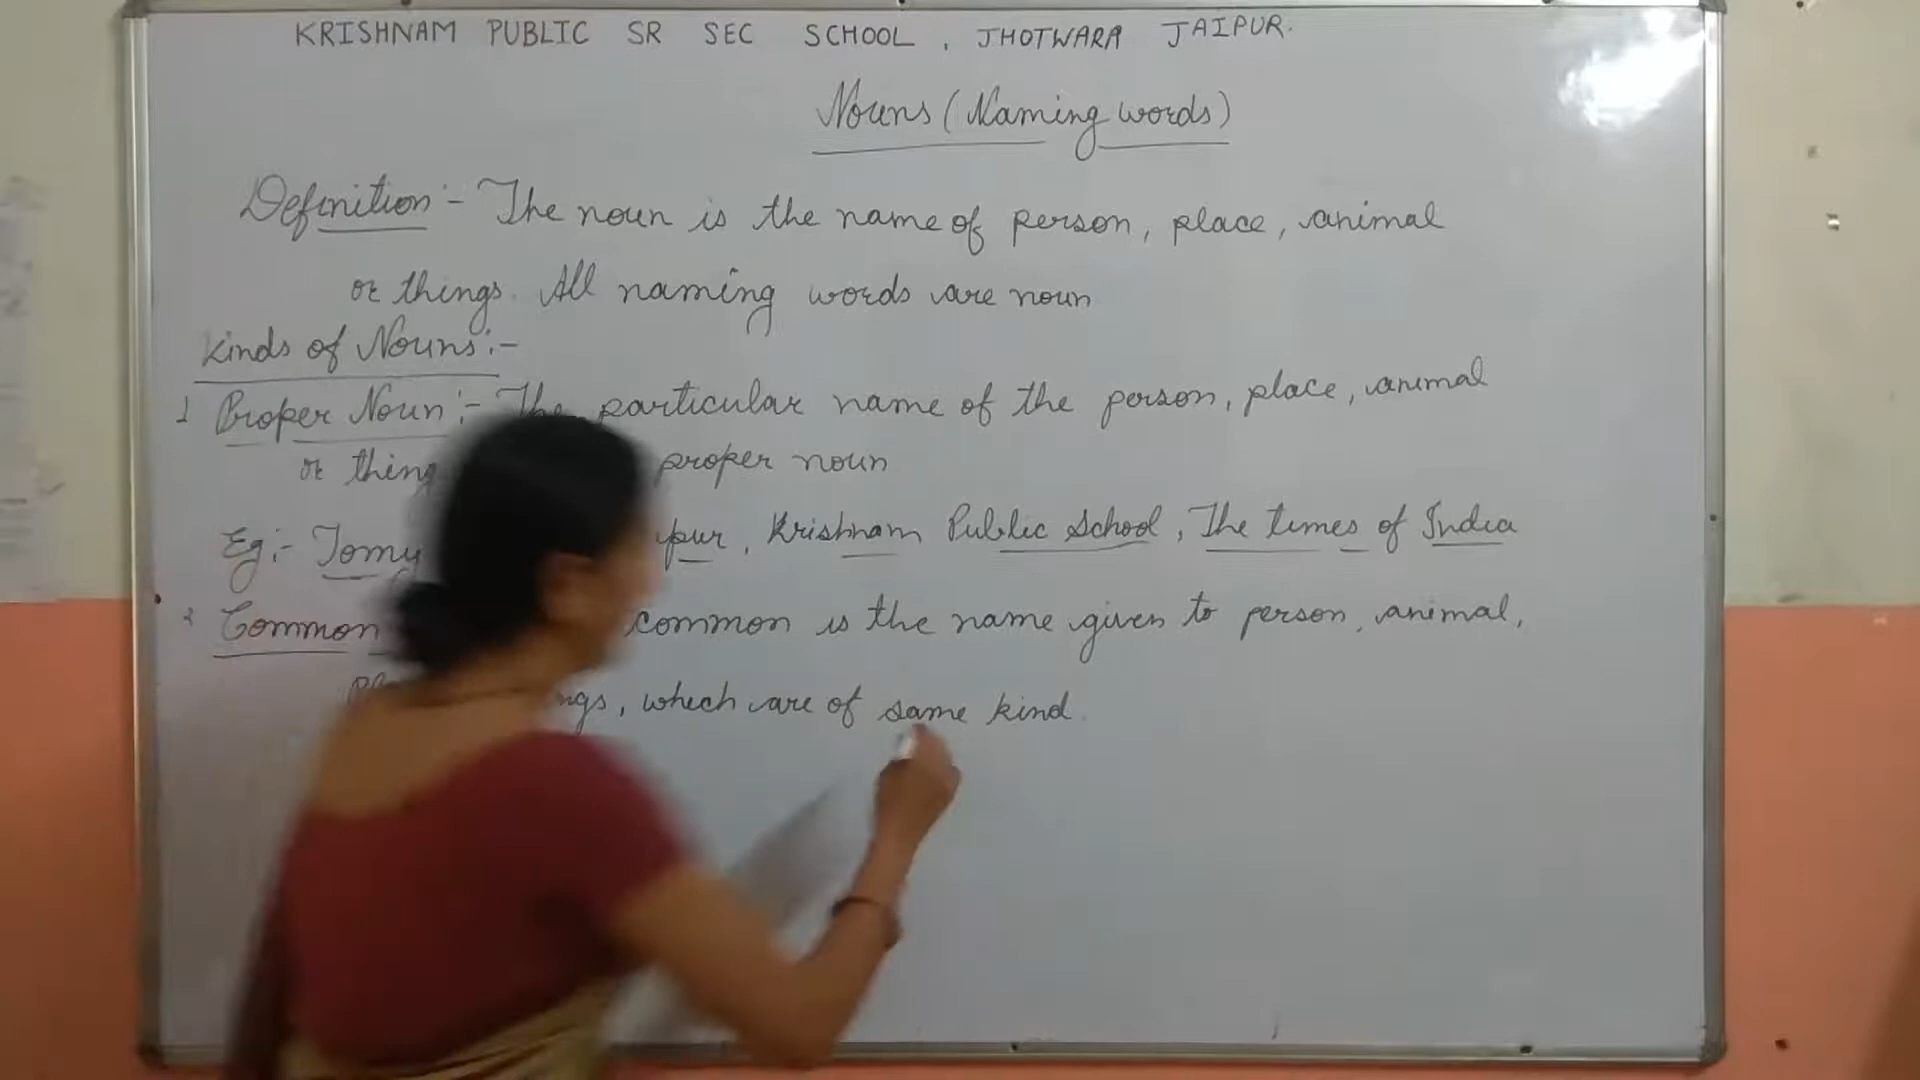 KRISHNAM PUBLIC SR SEC SCHOOL, JHOTWARA JAIPUR.
Nouns (Naming words)
Definition :- The noun is the name of person, place, animal
or things. All naming words are noun
Kinds of Nouns :-
1 Proper Noun :- The particular name of the person, place, animal
or thing proper noun
Eg :- Tomy pur, Krishnam Public School, The times of India
2 Common common is the name given to person, animal,
ngs, which are of same kind.